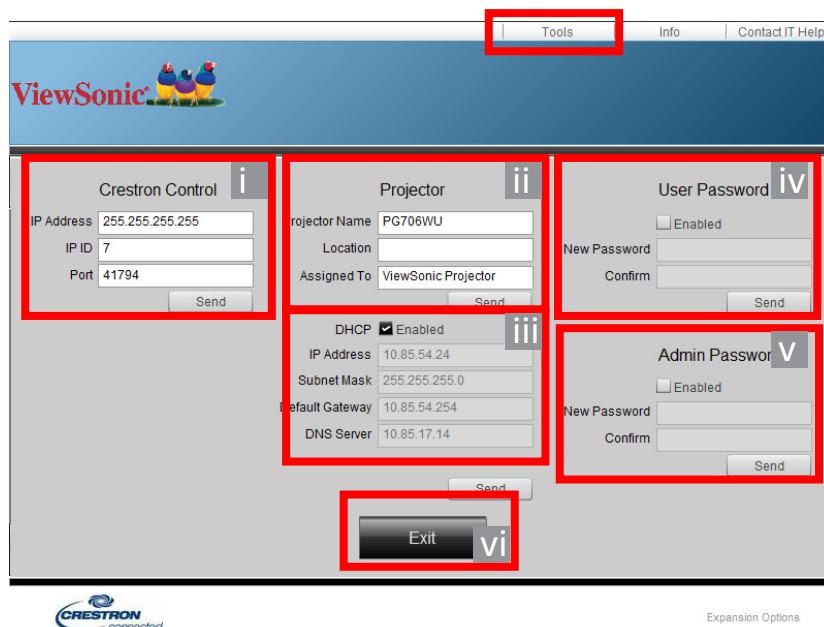 Tools Info Contact IT Help
ViewSonic
i
Crestron Control
IP Address 255.255.255.255
IP ID 7
Port 41794
Send
ii
Projector
Projector Name PG706WU
Location
Assigned To ViewSonic Projector
Send
iii
DHCP Enabled
IP Address 10.85.54.24
Subnet Mask 255.255.255.0
Default Gateway 10.85.54.254
DNS Server 10.85.17.14
Send
iv
User Password
Enabled
New Password
Confirm
Send
v
Admin Password
Enabled
New Password
Confirm
Send
Exit
vi
CRESTRON
connected
Expansion Options